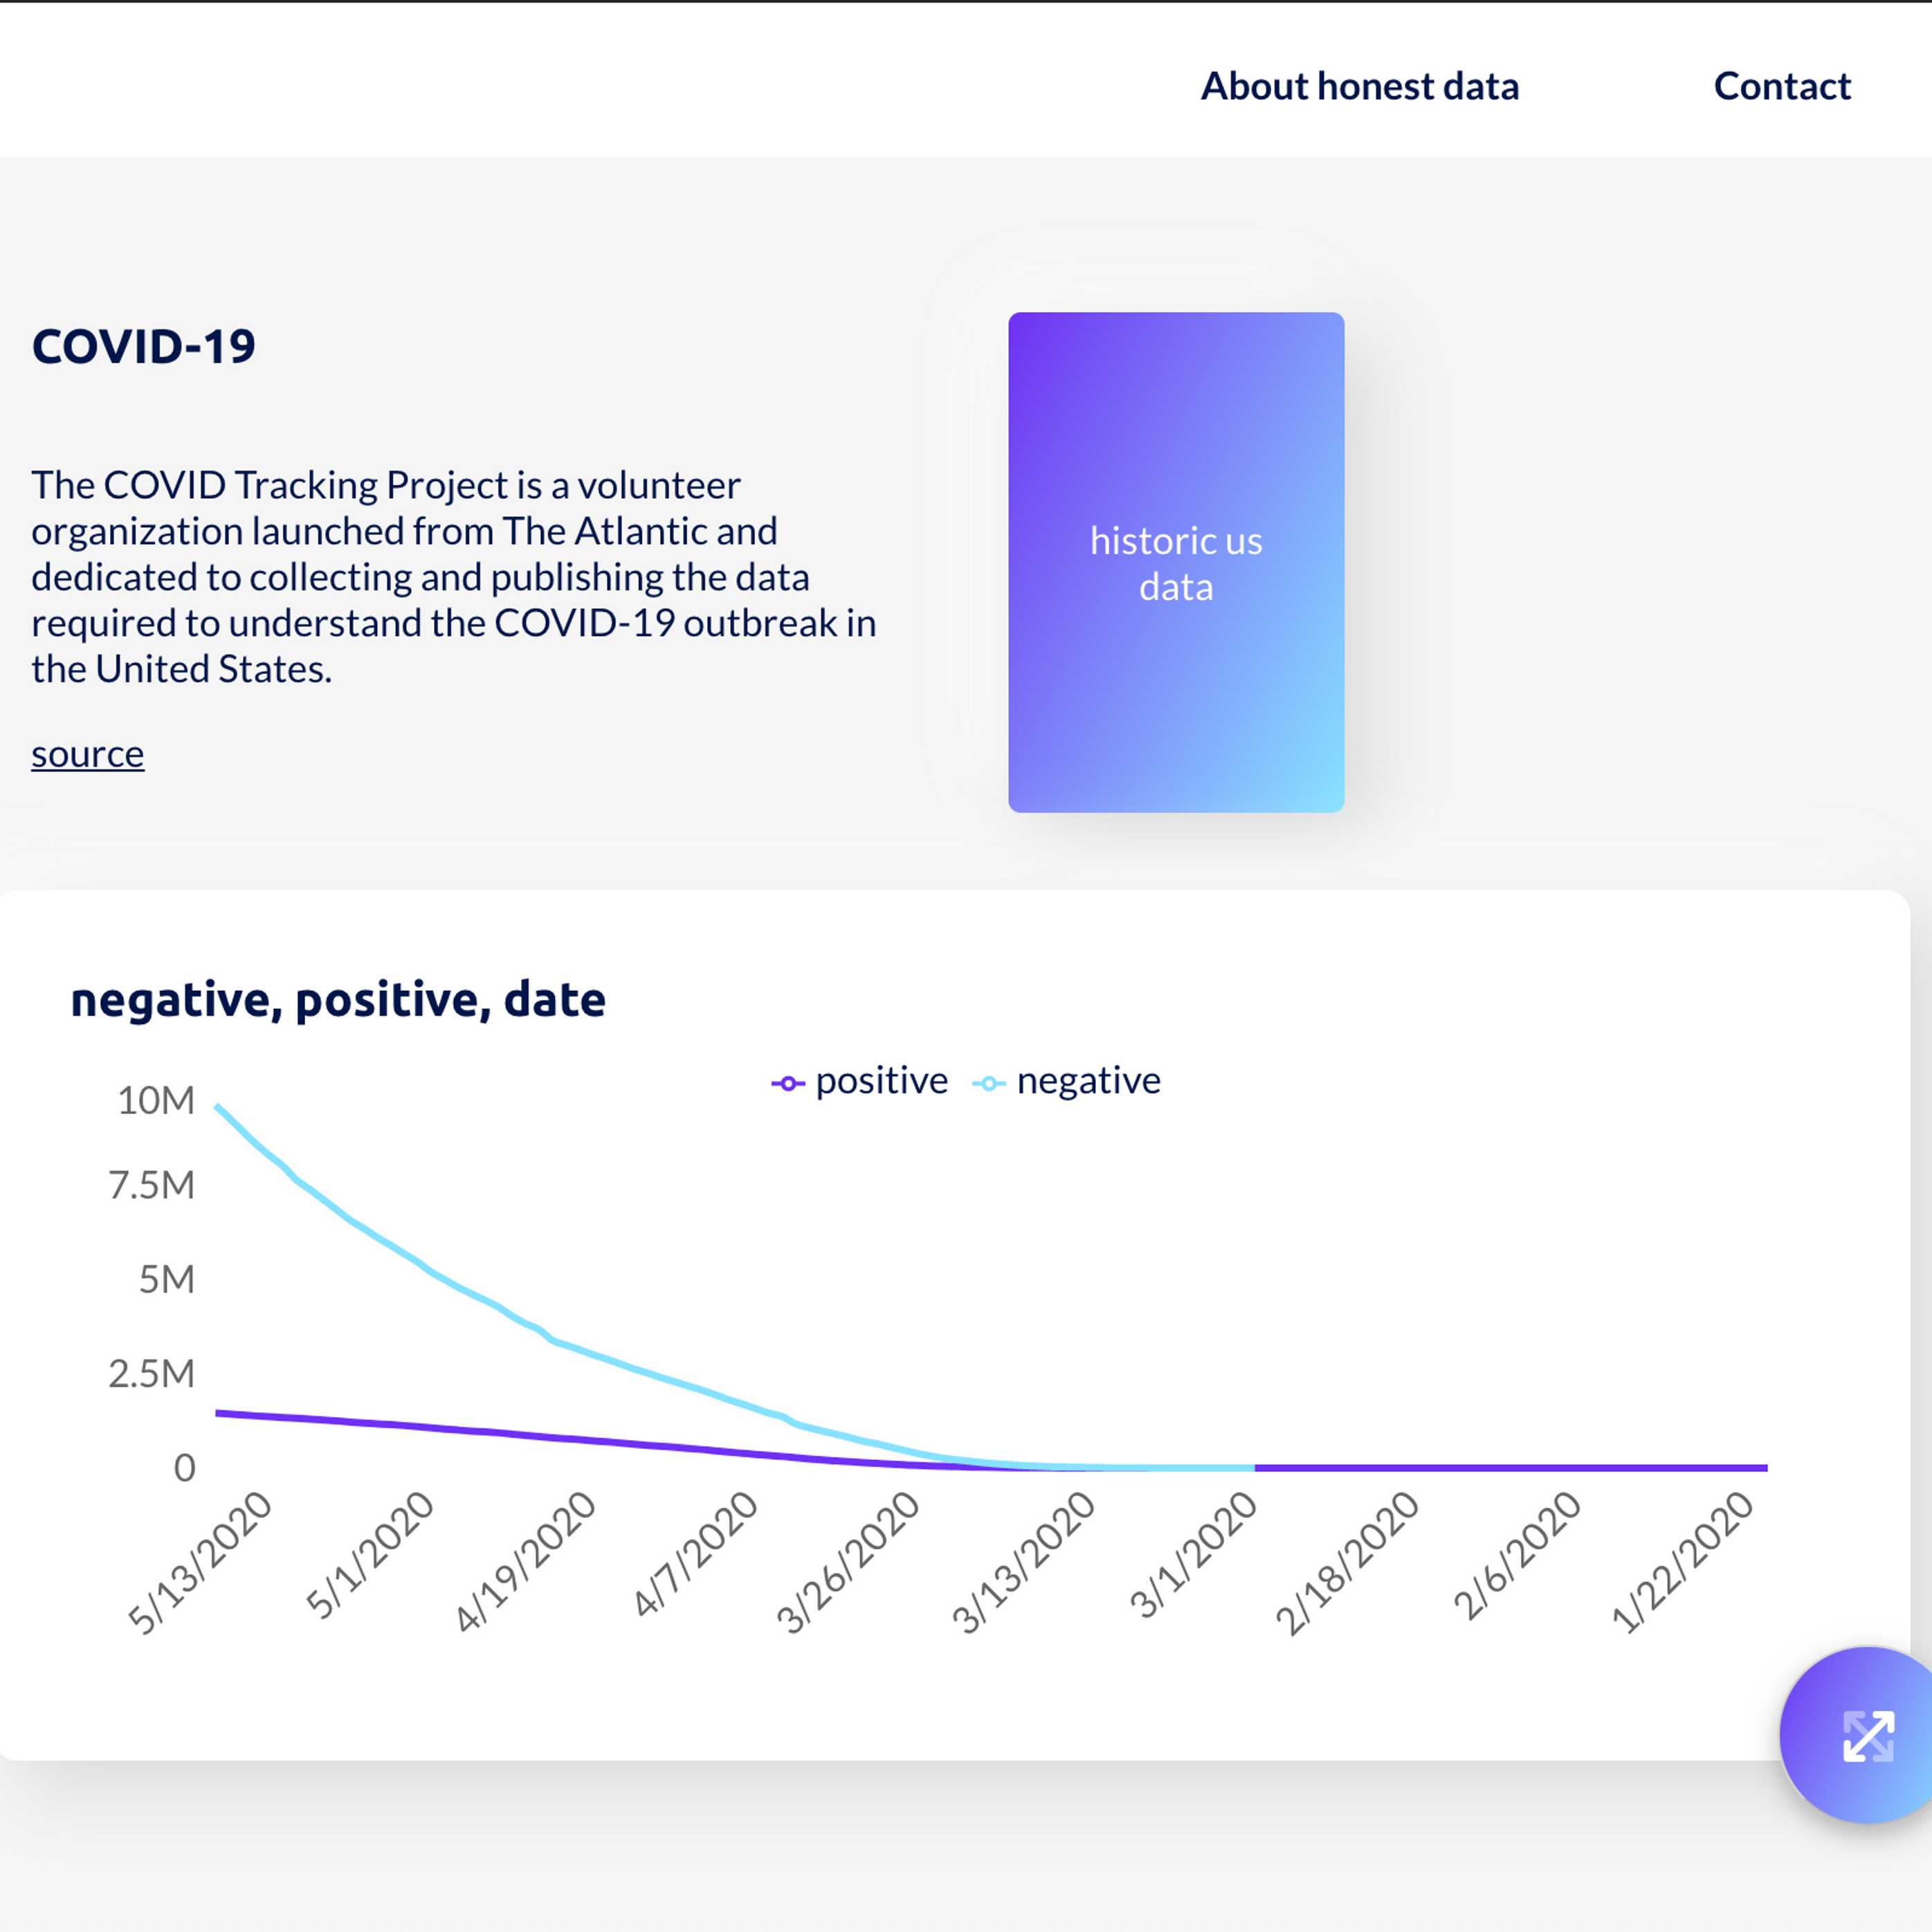 About honest data
Contact
COVID-19
The COVID Tracking Project is a volunteer
organization launched from The Atlantic and
dedicated to collecting and publishing the data
required to understand the COVID-19 outbreak in
the United States.
source
historic us
data
negative, positive, date
positive
negative
10M
7.5M
5M
2.5M
0
5/13/2020
5/1/2020
4/19/2020
4/7/2020
3/26/2020
3/13/2020
3/1/2020
2/18/2020
2/6/2020
1/22/2020